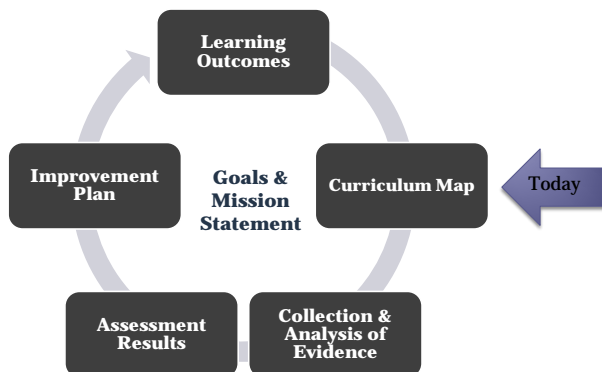 Learning
Outcomes
Improvement
Plan
Goals &
Mission
Statement
Curriculum Map
Today
Assessment
Results
Collection &
Analysis of
Evidence